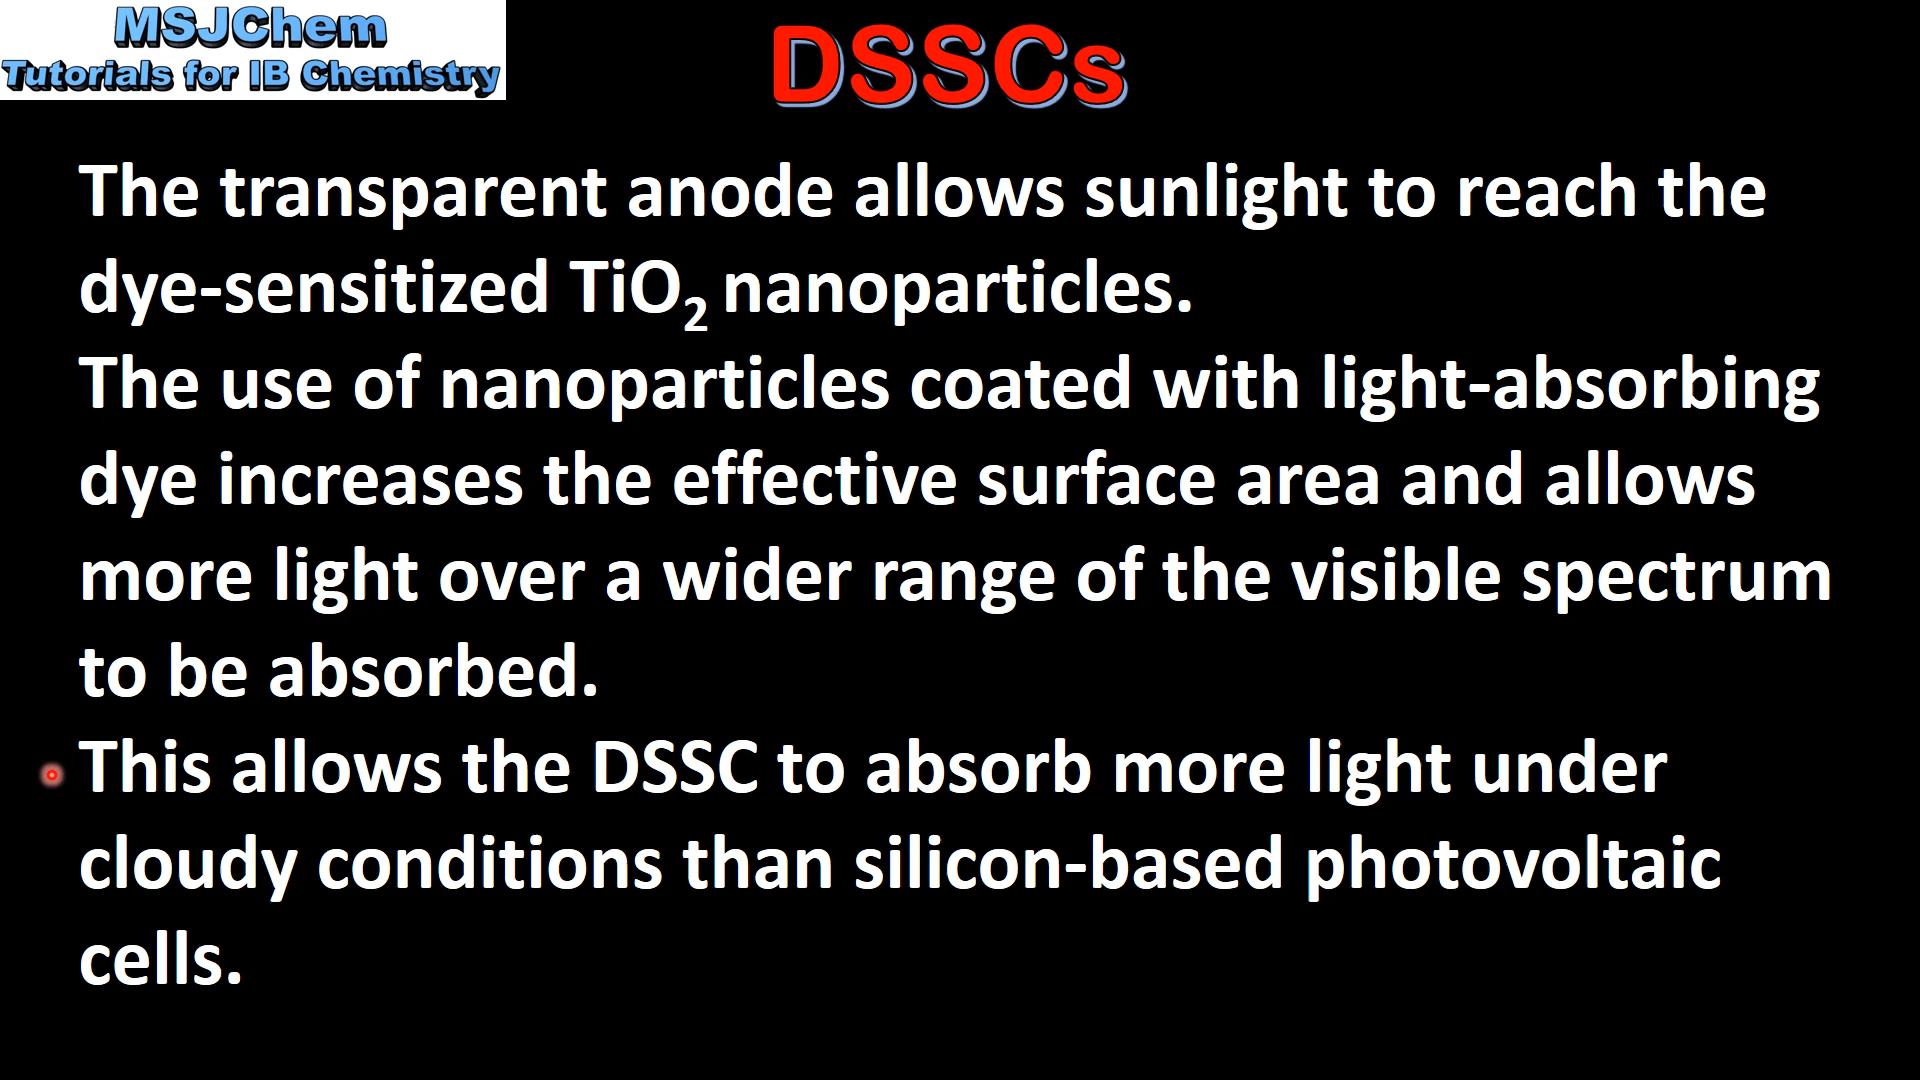 MSJChem
Tutorials for IB Chemistry
DSSCs
The transparent anode allows sunlight to reach the
dye-sensitized TiO₂ nanoparticles.
The use of nanoparticles coated with light-absorbing
dye increases the effective surface area and allows
more light over a wider range of the visible spectrum
to be absorbed.
This allows the DSSC to absorb more light under
cloudy conditions than silicon-based photovoltaic
cells.